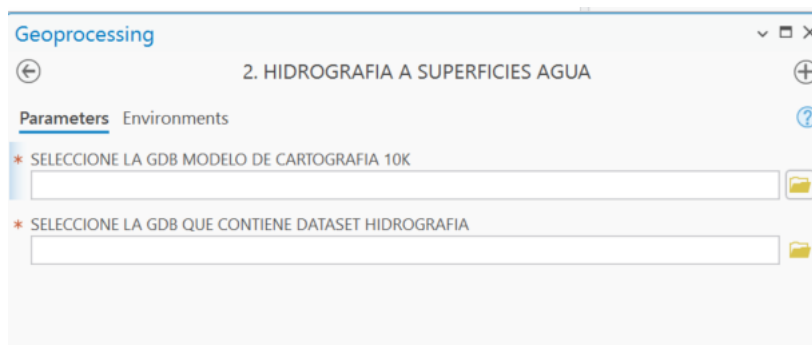 Geoprocessing
2. HIDROGRAFIA A SUPERFICIES AGUA
Parameters Environments
* SELECCIONE LA GDB MODELO DE CARTOGRAFIA 10K
* SELECCIONE LA GDB QUE CONTIENE DATASET HIDROGRAFIA